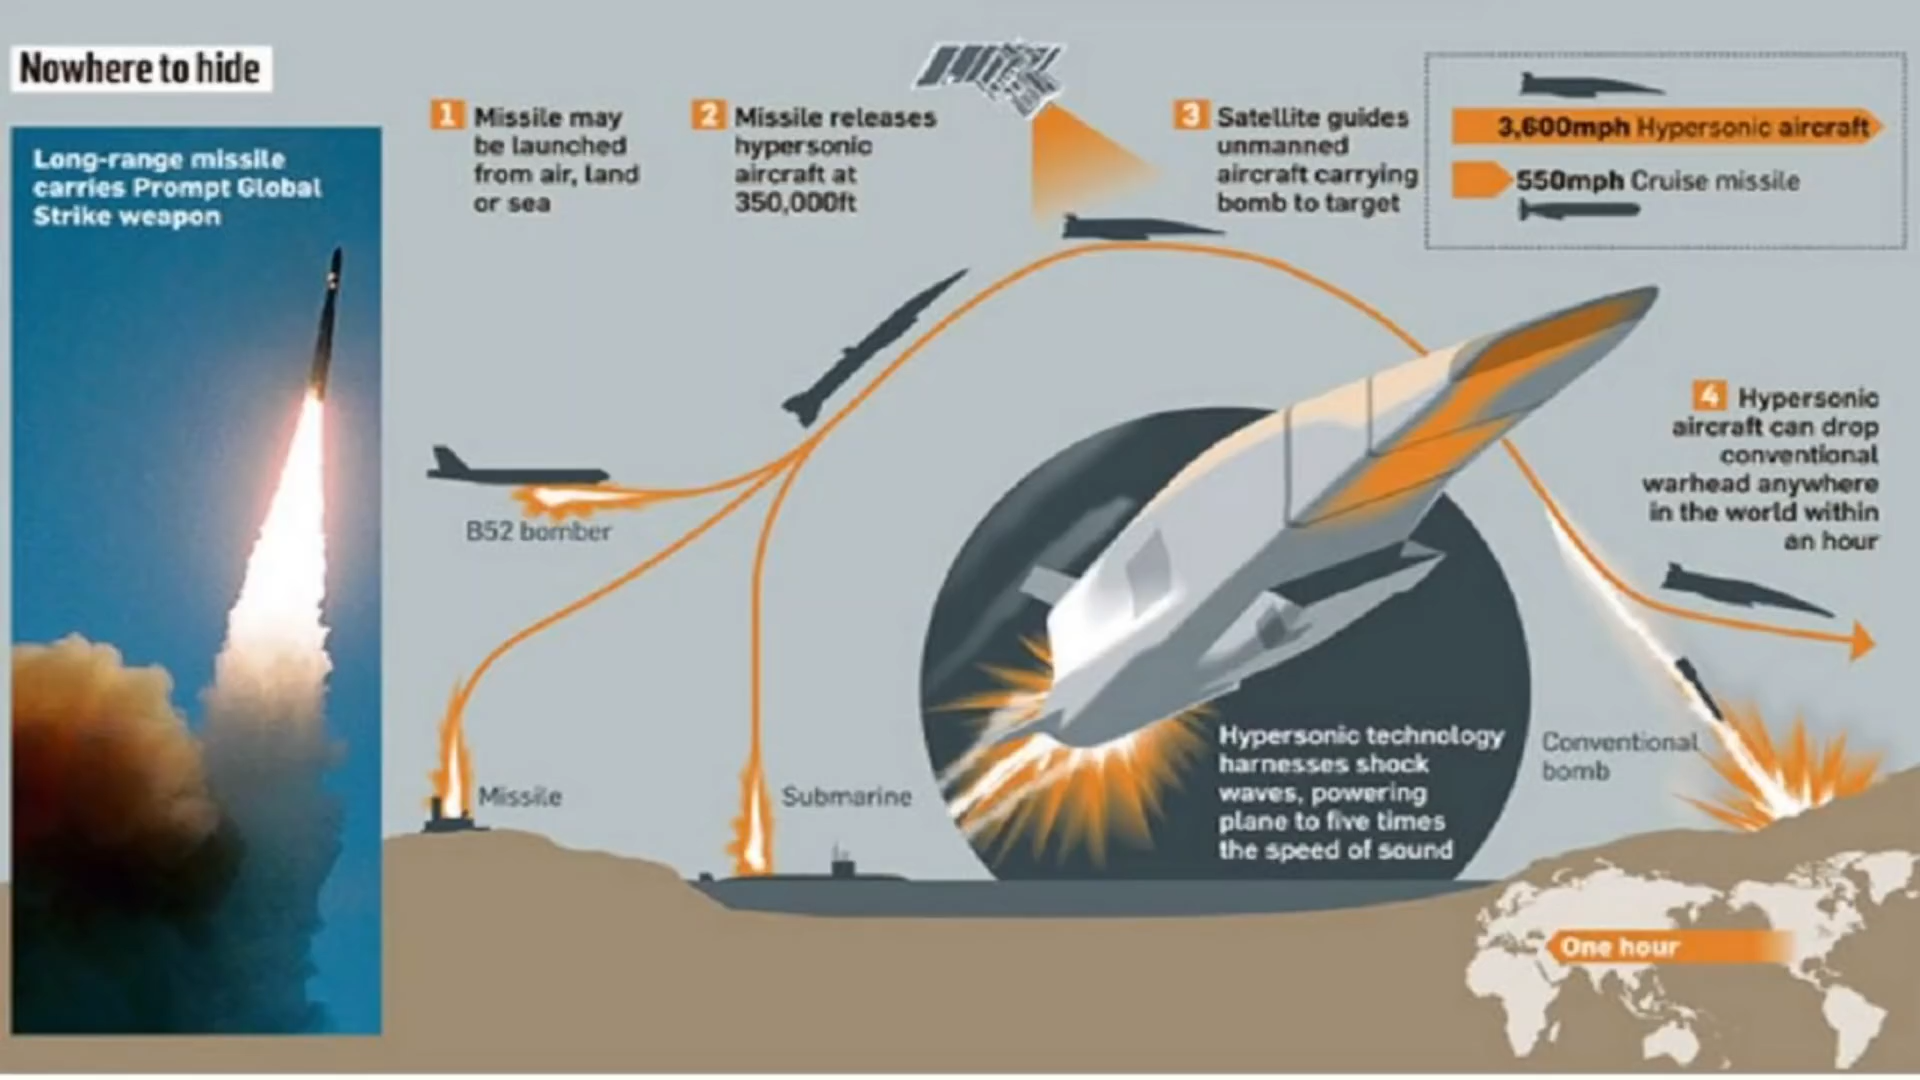 Nowhere to hide
Long-range missile
carries Prompt Global
Strike weapon
1 Missile may
be launched
from air, land
or sea
2 Missile releases
hypersonic
aircraft at
350,000ft
3 Satellite guides
unmanned
aircraft carrying
bomb to target
3,600mph Hypersonic aircraft
550mph Cruise missile
4 Hypersonic
aircraft can drop
conventional
warhead anywhere
in the world within
an hour
B52 bomber
Missile
Submarine
Hypersonic technology
harnesses shock
waves, powering
plane to five times
the speed of sound
Conventional
bomb
One hour